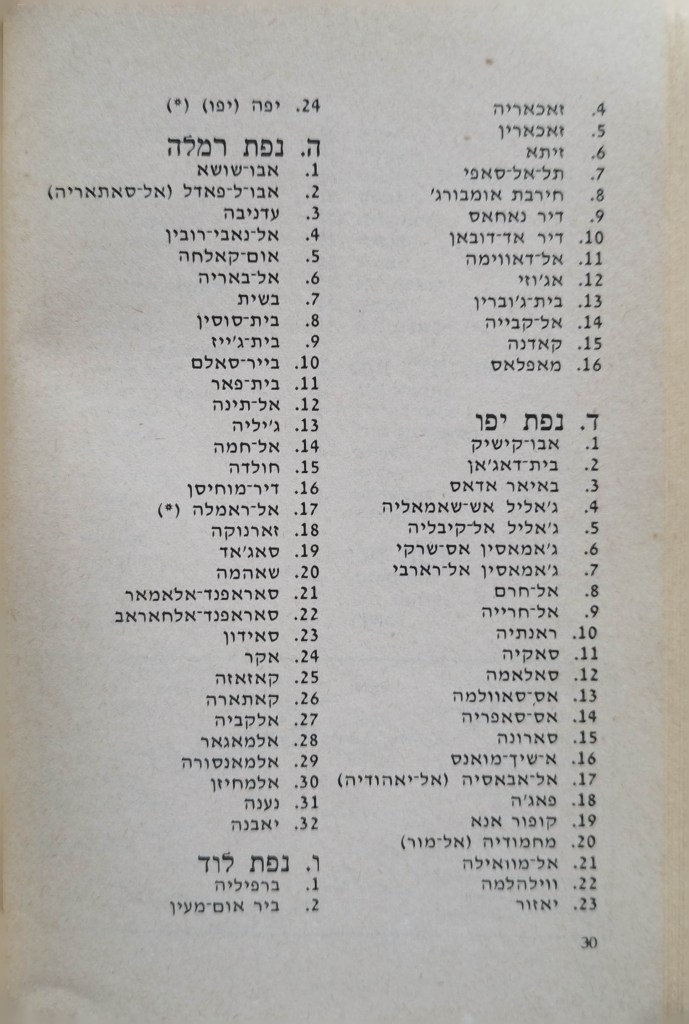 4. זאכאריה
5. זאכארין
6. זיתא
7. תל-אל-סאפי
8. חירבת אומבורג'
9. דיר נאחאס
10. דיר אד-דובאן
11. אל-דאווימה
12. אג'וזי
13. בית-ג'וברין
14. אל-קבייה
15. קאדנה
16. מאפלאס
ד. נפת יפו
1. אבו-קישיק
2. בית-דאג'אן
3. באיאר אדאס
4. ג'אליל אש-שאמאליה
5. ג'אליל אל-קיבליה
6. ג'אמאסין אס-שרקי
7. ג'אמאסין אל-רארבי
8. אל-חרם
9. אל-חרייה
10. ראנתיה
11. סאקיה
12. סאלאמה
13. אס-סאוולמה
14. אס-סאפריה
15. סארונה
16. א-שיך-מואנס
17. אל-אבאסיה (אל-יאהודיה)
18. פאג'ה
19. קופור אנא
20. מחמודיה (אל-מור)
21. אל-מוואילה
22. ווילהלמה
23. יאזור
24. יפה (יפו) (*)
ה. נפת רמלה
1. אבו-שושא
2. אבו-ל-פאדל (אל-סאתאריה)
3. עדניבה
4. אל-נאבי-רובין
5. אום-קאלחה
6. אל-באריה
7. בשית
8. בית-סוסין
9. בית-ג'ייז
10. בייר-סאלם
11. בית-פאר
12. אל-תינה
13. ג'יליה
14. אל-חמה
15. חולדה
16. דיר-מוחיסן
17. אל-ראמלה (*)
18. זארנוקה
19. סאג'אד
20. שאהמה
21. סאראפנד-אלאמאר
22. סאראפנד-אלחאראב
23. סאידון
24. אקר
25. קאזאזה
26. קאתארה
27. אלקביה
28. אלמאגאר
29. אלמאנסורה
30. אלמחיזן
31. נענה
32. יאבנה
ו. נפת לוד
1. ברפיליה
2. ביר אום-מעין
30